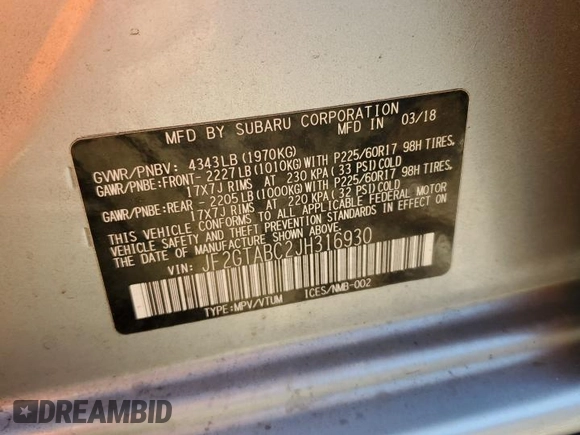 MFD BY SUBARU CORPORATION
MFD IN 03/18
GVWR/PNBV: 4343LB (1970KG)
GAWR/PNBE:FRONT- 2227LB (1010KG)WITH P225/60R17 98H TIRES.
17X7J RIMS AT 230 KPA( 33 PSI)COLD
GAWR/PNBE:REAR - 2205LB (1000KG)WITH P225/60R17 98H TIRES.
17X7J RIMS AT 220 KPA( 32 PSI)COLD
THIS VEHICLE CONFORMS TO ALL APPLICABLE FEDERAL MOTOR
VEHICLE SAFETY AND THEFT PREVENTION STANDARDS IN EFFECT ON
THE DATE OF MANUFACTURE SHOWN ABOVE.
VIN: JF2GTABC2JH316930
TYPE:MPV/VTUM ICES/NMB-002
DREAMBID